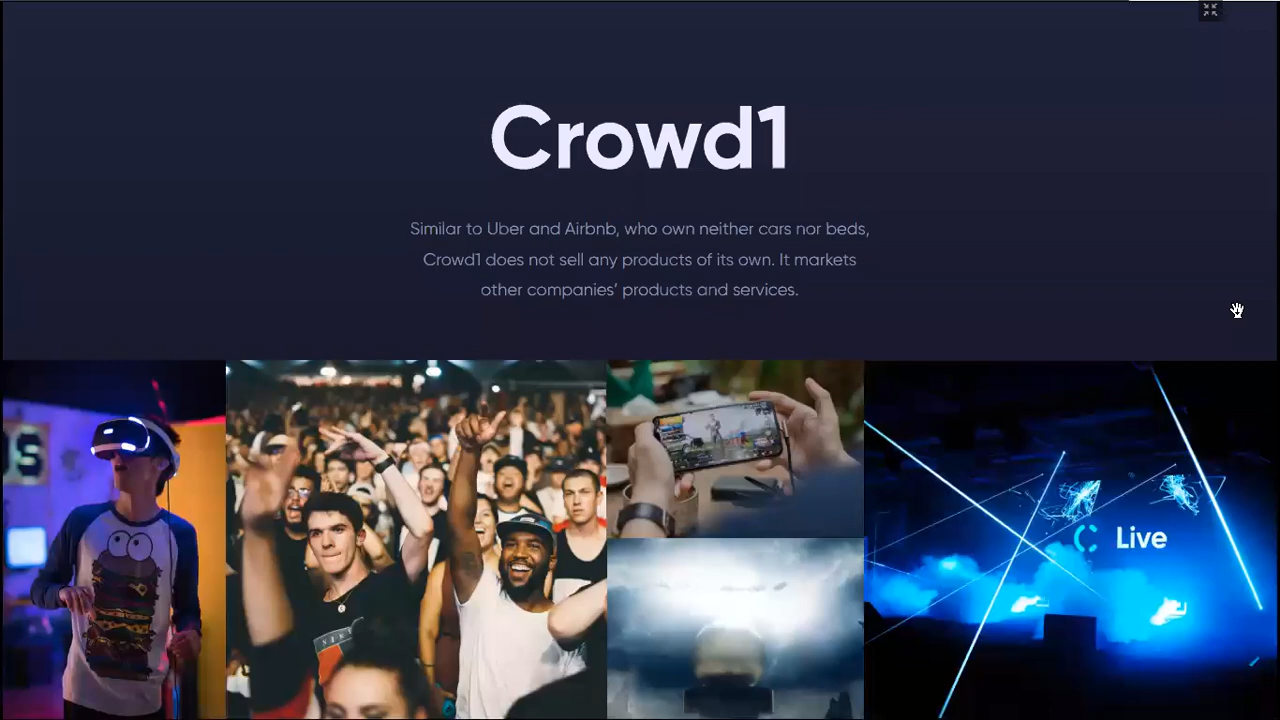 Crowd1
Similar to Uber and Airbnb, who own neither cars nor beds,
Crowd1 does not sell any products of its own. It markets
other companies’ products and services.
Live